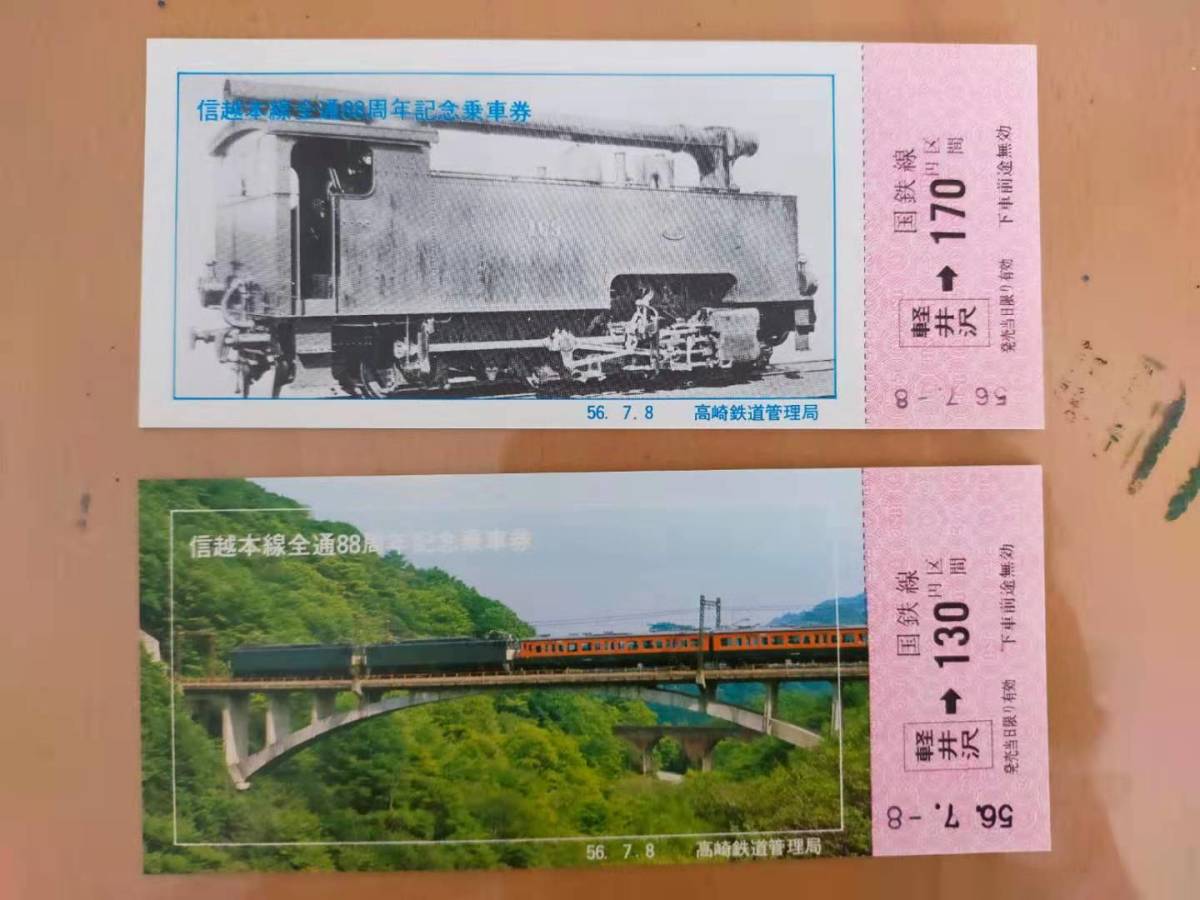 信越本線全通88周年記念乗車券
56. 7. 8 高崎鉄道管理局
国鉄線
軽井沢 ➡ 170円区間
発売当日限り有効 下車前途無効
56.7.-8
信越本線全通88周年記念乗車券
56. 7. 8 高崎鉄道管理局
国鉄線
軽井沢 ➡ 130円区間
発売当日限り有効 下車前途無効
56.7.-8